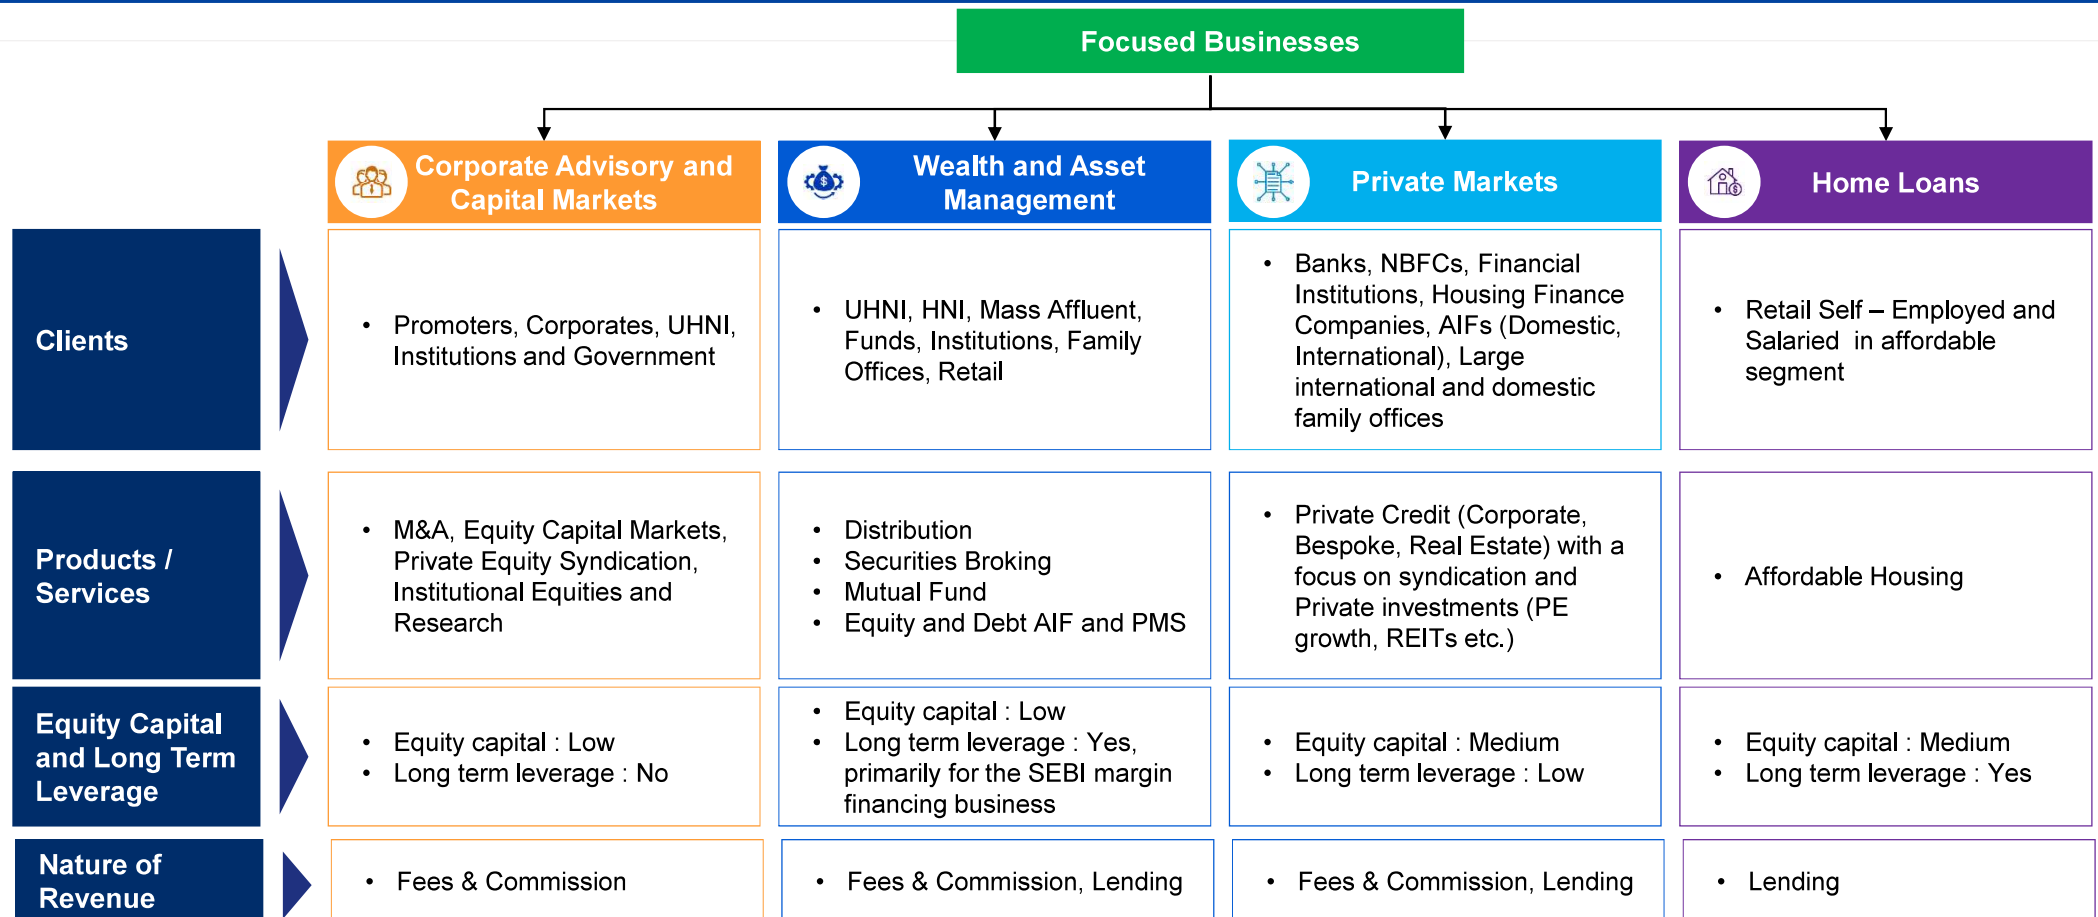 Focused Businesses
Corporate Advisory and
Capital Markets
Wealth and Asset
Management
Private Markets
Home Loans
Clients
• Promoters, Corporates, UHNI,
Institutions and Government
• UHNI, HNI, Mass Affluent,
Funds, Institutions, Family
Offices, Retail
• Banks, NBFCs, Financial
Institutions, Housing Finance
Companies, AIFs (Domestic,
International), Large
international and domestic
family offices
• Retail Self – Employed and
Salaried in affordable
segment
Products /
Services
• M&A, Equity Capital Markets,
Private Equity Syndication,
Institutional Equities and
Research
• Distribution
• Securities Broking
• Mutual Fund
• Equity and Debt AIF and PMS
• Private Credit (Corporate,
Bespoke, Real Estate) with a
focus on syndication and
Private investments (PE
growth, REITs etc.)
• Affordable Housing
Equity Capital
and Long Term
Leverage
• Equity capital : Low
• Long term leverage : No
• Equity capital : Low
• Long term leverage : Yes,
primarily for the SEBI margin
financing business
• Equity capital : Medium
• Long term leverage : Low
• Equity capital : Medium
• Long term leverage : Yes
Nature of
Revenue
• Fees & Commission
• Fees & Commission, Lending
• Fees & Commission, Lending
• Lending